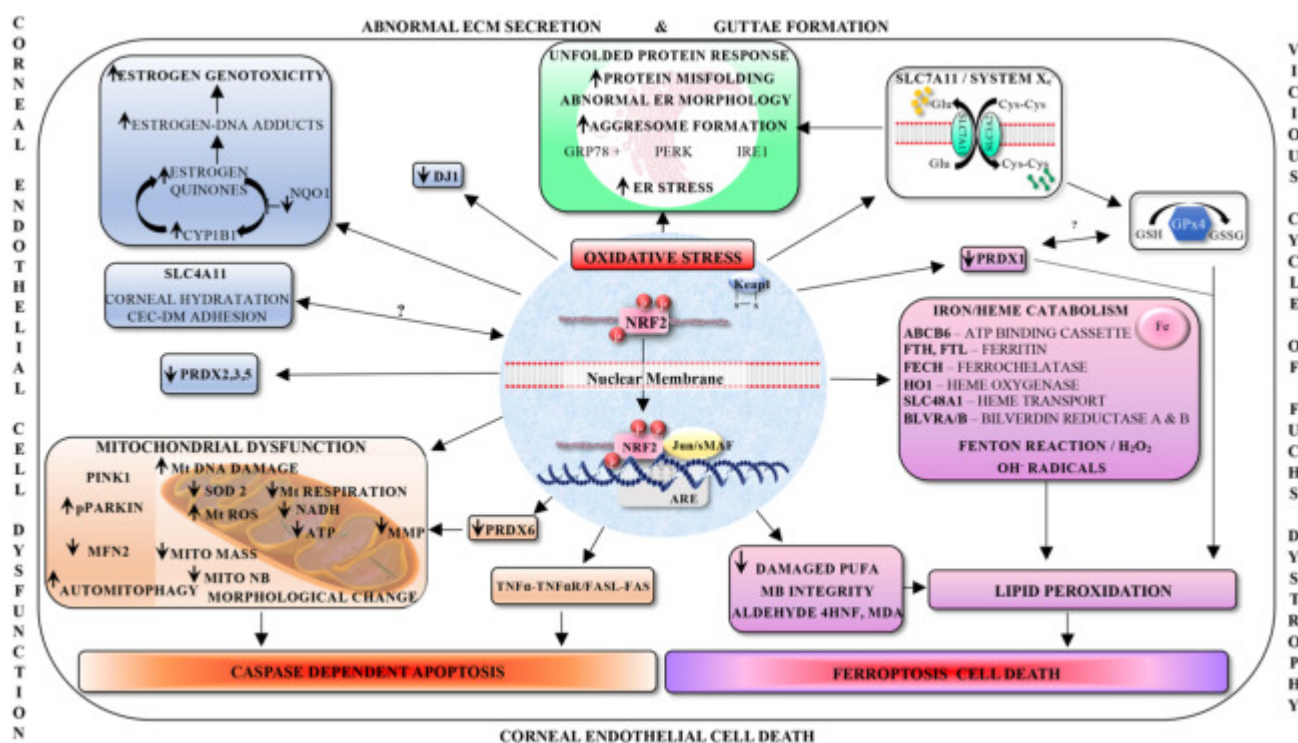 ABNORMAL ECM SECRETION & GUTTAE FORMATION
CORNEAL ENDOTHELIAL CELL DYSFUNCTION
ESTROGEN GENOTOXICITY
ESTROGEN-DNA ADDUCTS
ESTROGEN
QUINONES
NQO1
CYP1B1
DJ1
UNFOLDED PROTEIN RESPONSE
PROTEIN MISFOLDING
ABNORMAL ER MORPHOLOGY
AGGRESOME FORMATION
GRP78 + PERK IRE1
ER STRESS
SLC7A11 / SYSTEM Xc
Glu Cys-Cys
Glu Cys-Cys
GPx4
GSH GSSG
?
PRDX1
OXIDATIVE STRESS
Keap1
S S
P
P
NRF2
P
Nuclear Membrane
P P
NRF2 Jun/sMAF
P
ARE
SLC4A11
CORNEAL HYDRATATION
CEC-DM ADHESION
?
PRDX2,3,5
IRON/HEME CATABOLISM
Fe
ABCB6 – ATP BINDING CASSETTE
FTH, FTL – FERRITIN
FECH – FERROCHELATASE
HO1 – HEME OXYGENASE
SLC48A1 – HEME TRANSPORT
BLVRA/B – BILVERDIN REDUCTASE A & B
FENTON REACTION / H₂O₂
OH· RADICALS
MITOCHONDRIAL DYSFUNCTION
Mt DNA DAMAGE
PINK1
SOD 2
Mt RESPIRATION
pPARKIN
Mt ROS
NADH
ATP
MMP
MFN2
MITO MASS
MITO NB
AUTOMITOPHAGY
MORPHOLOGICAL CHANGE
PRDX6
TNFα-TNFαR/FASL-FAS
DAMAGED PUFA
MB INTEGRITY
ALDEHYDE 4HNF, MDA
LIPID PEROXIDATION
CASPASE DEPENDENT APOPTOSIS
FERROPTOSIS CELL DEATH
CORNEAL ENDOTHELIAL CELL DEATH
VICIOUS CYCLE OF FUCHS DYSTROPHY